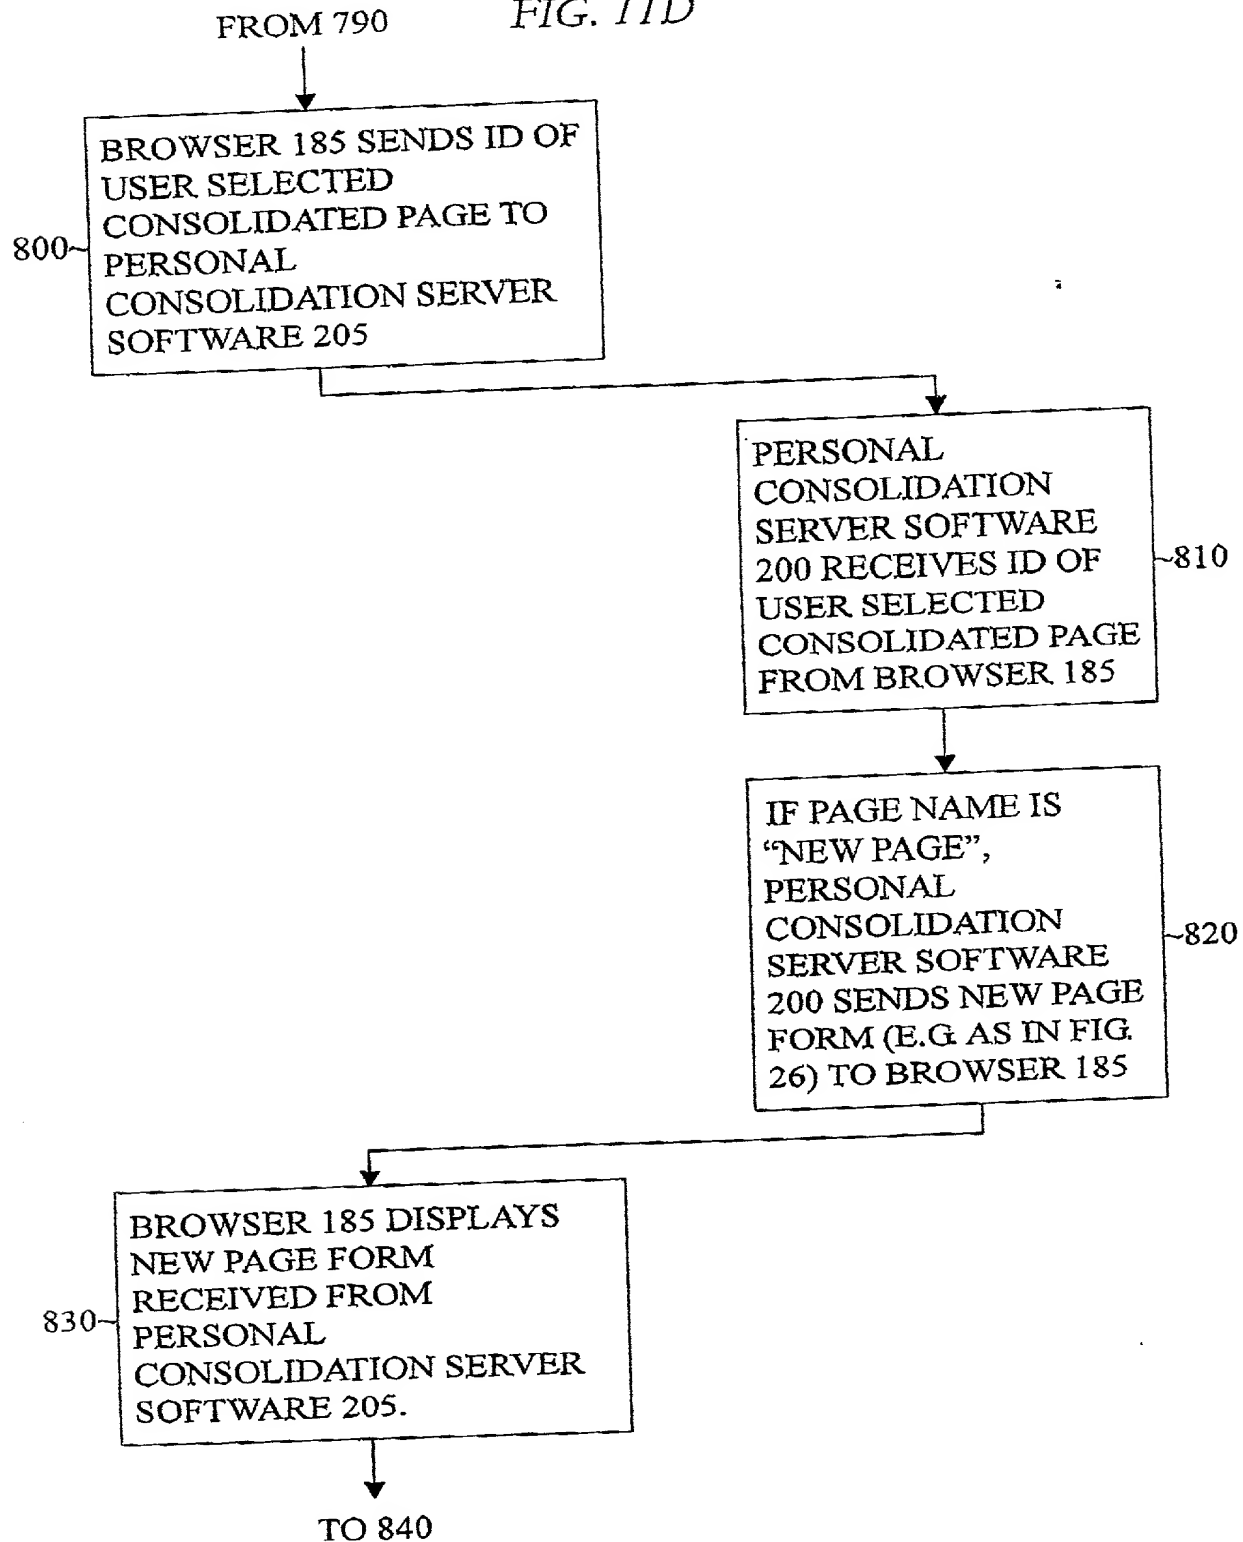 FIG. 11D
FROM 790
BROWSER 185 SENDS ID OF
USER SELECTED
CONSOLIDATED PAGE TO
PERSONAL
CONSOLIDATION SERVER
SOFTWARE 205
800
PERSONAL
CONSOLIDATION
SERVER SOFTWARE
200 RECEIVES ID OF
USER SELECTED
CONSOLIDATED PAGE
FROM BROWSER 185
810
IF PAGE NAME IS
“NEW PAGE”,
PERSONAL
CONSOLIDATION
SERVER SOFTWARE
200 SENDS NEW PAGE
FORM (E.G. AS IN FIG.
26) TO BROWSER 185
820
BROWSER 185 DISPLAYS
NEW PAGE FORM
RECEIVED FROM
PERSONAL
CONSOLIDATION SERVER
SOFTWARE 205.
830
TO 840